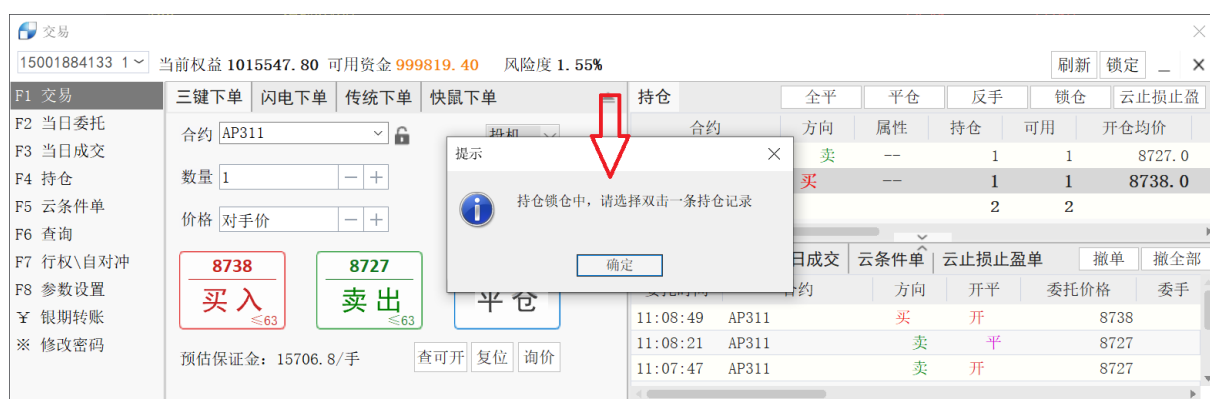 交易
15001884133 1 当前权益 1015547.80 可用资金 999819.40 风险度 1.55% 刷新 锁定
F1 交易
F2 当日委托
F3 当日成交
F4 持仓
F5 云条件单
F6 查询
F7 行权\自对冲
F8 参数设置
¥ 银期转账
※ 修改密码
三键下单 闪电下单 传统下单 快鼠下单
合约 AP311 投机
数量 1
价格 对手价
8738 8727
买入 卖出 平仓
≤63 ≤63
预估保证金: 15706.8/手 查可开 复位 询价
提示
持仓锁仓中，请选择双击一条持仓记录
确定
持仓 全平 平仓 反手 锁仓 云止损止盈
合约 方向 属性 持仓 可用 开仓均价
卖 -- 1 1 8727.0
买 -- 1 1 8738.0
2 2
日成交 云条件单 云止损止盈单 撤单 撤全部
委托时间 合约 方向 开平 委托价格 委手
11:08:49 AP311 买 开 8738
11:08:21 AP311 卖 平 8727
11:07:47 AP311 卖 开 8727